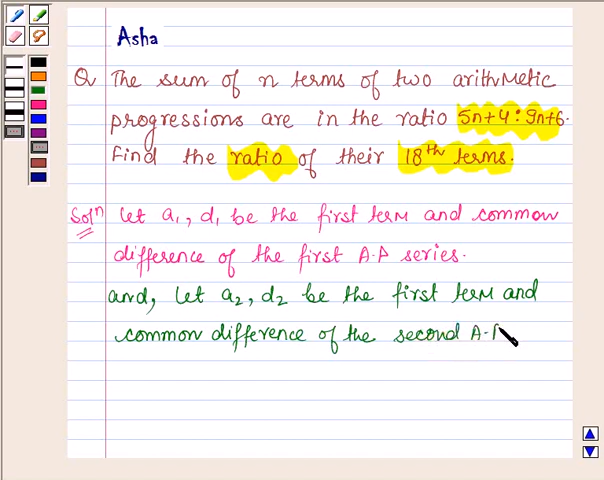 Asha
Q The sum of n terms of two arithmetic
progressions are in the ratio 5n+4 : 9n+6.
Find the ratio of their 18th terms.
Solⁿ Let a₁, d₁ be the first term and common
difference of the first A.P series.
and, Let a₂, d₂ be the first term and
common difference of the second A.P